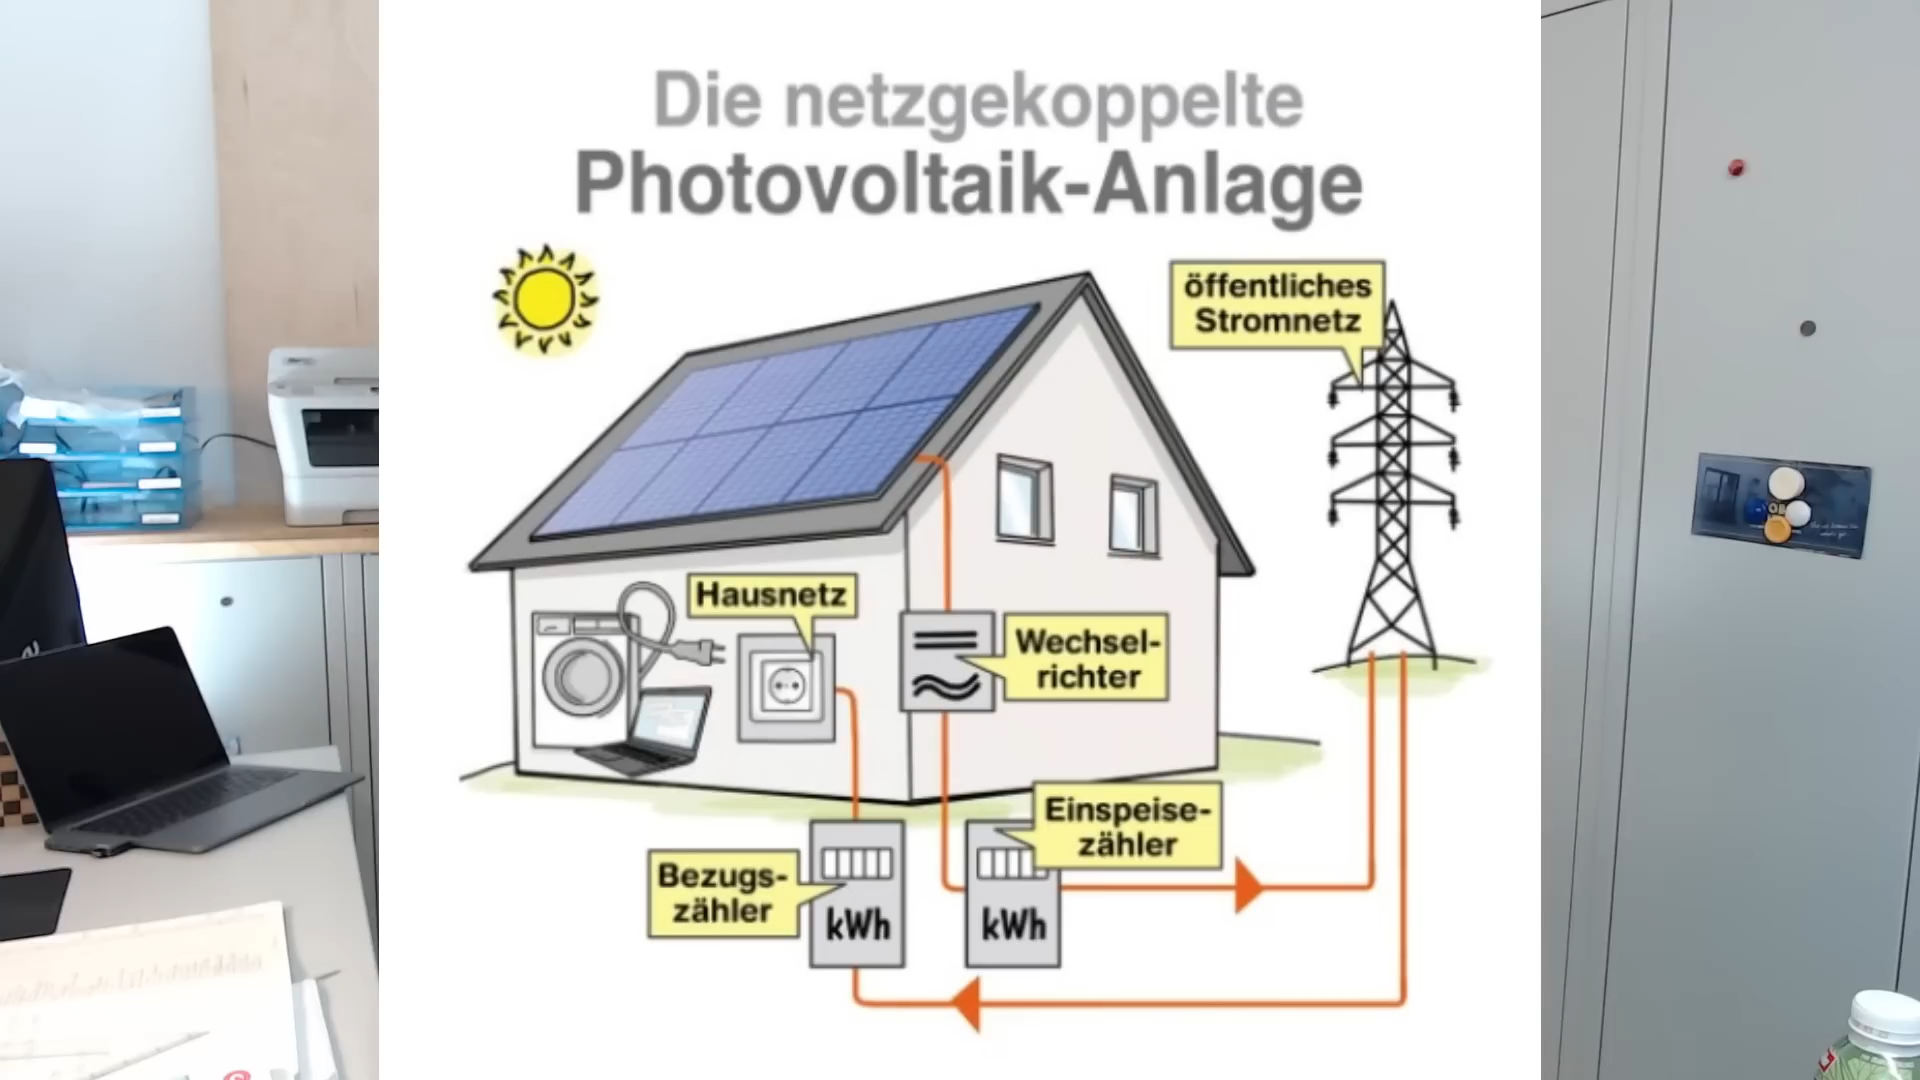 Die netzgekoppelte
Photovoltaik-Anlage
öffentliches
Stromnetz
Hausnetz
Wechsel-
richter
Einspeise-
zähler
Bezugs-
zähler
kWh
kWh